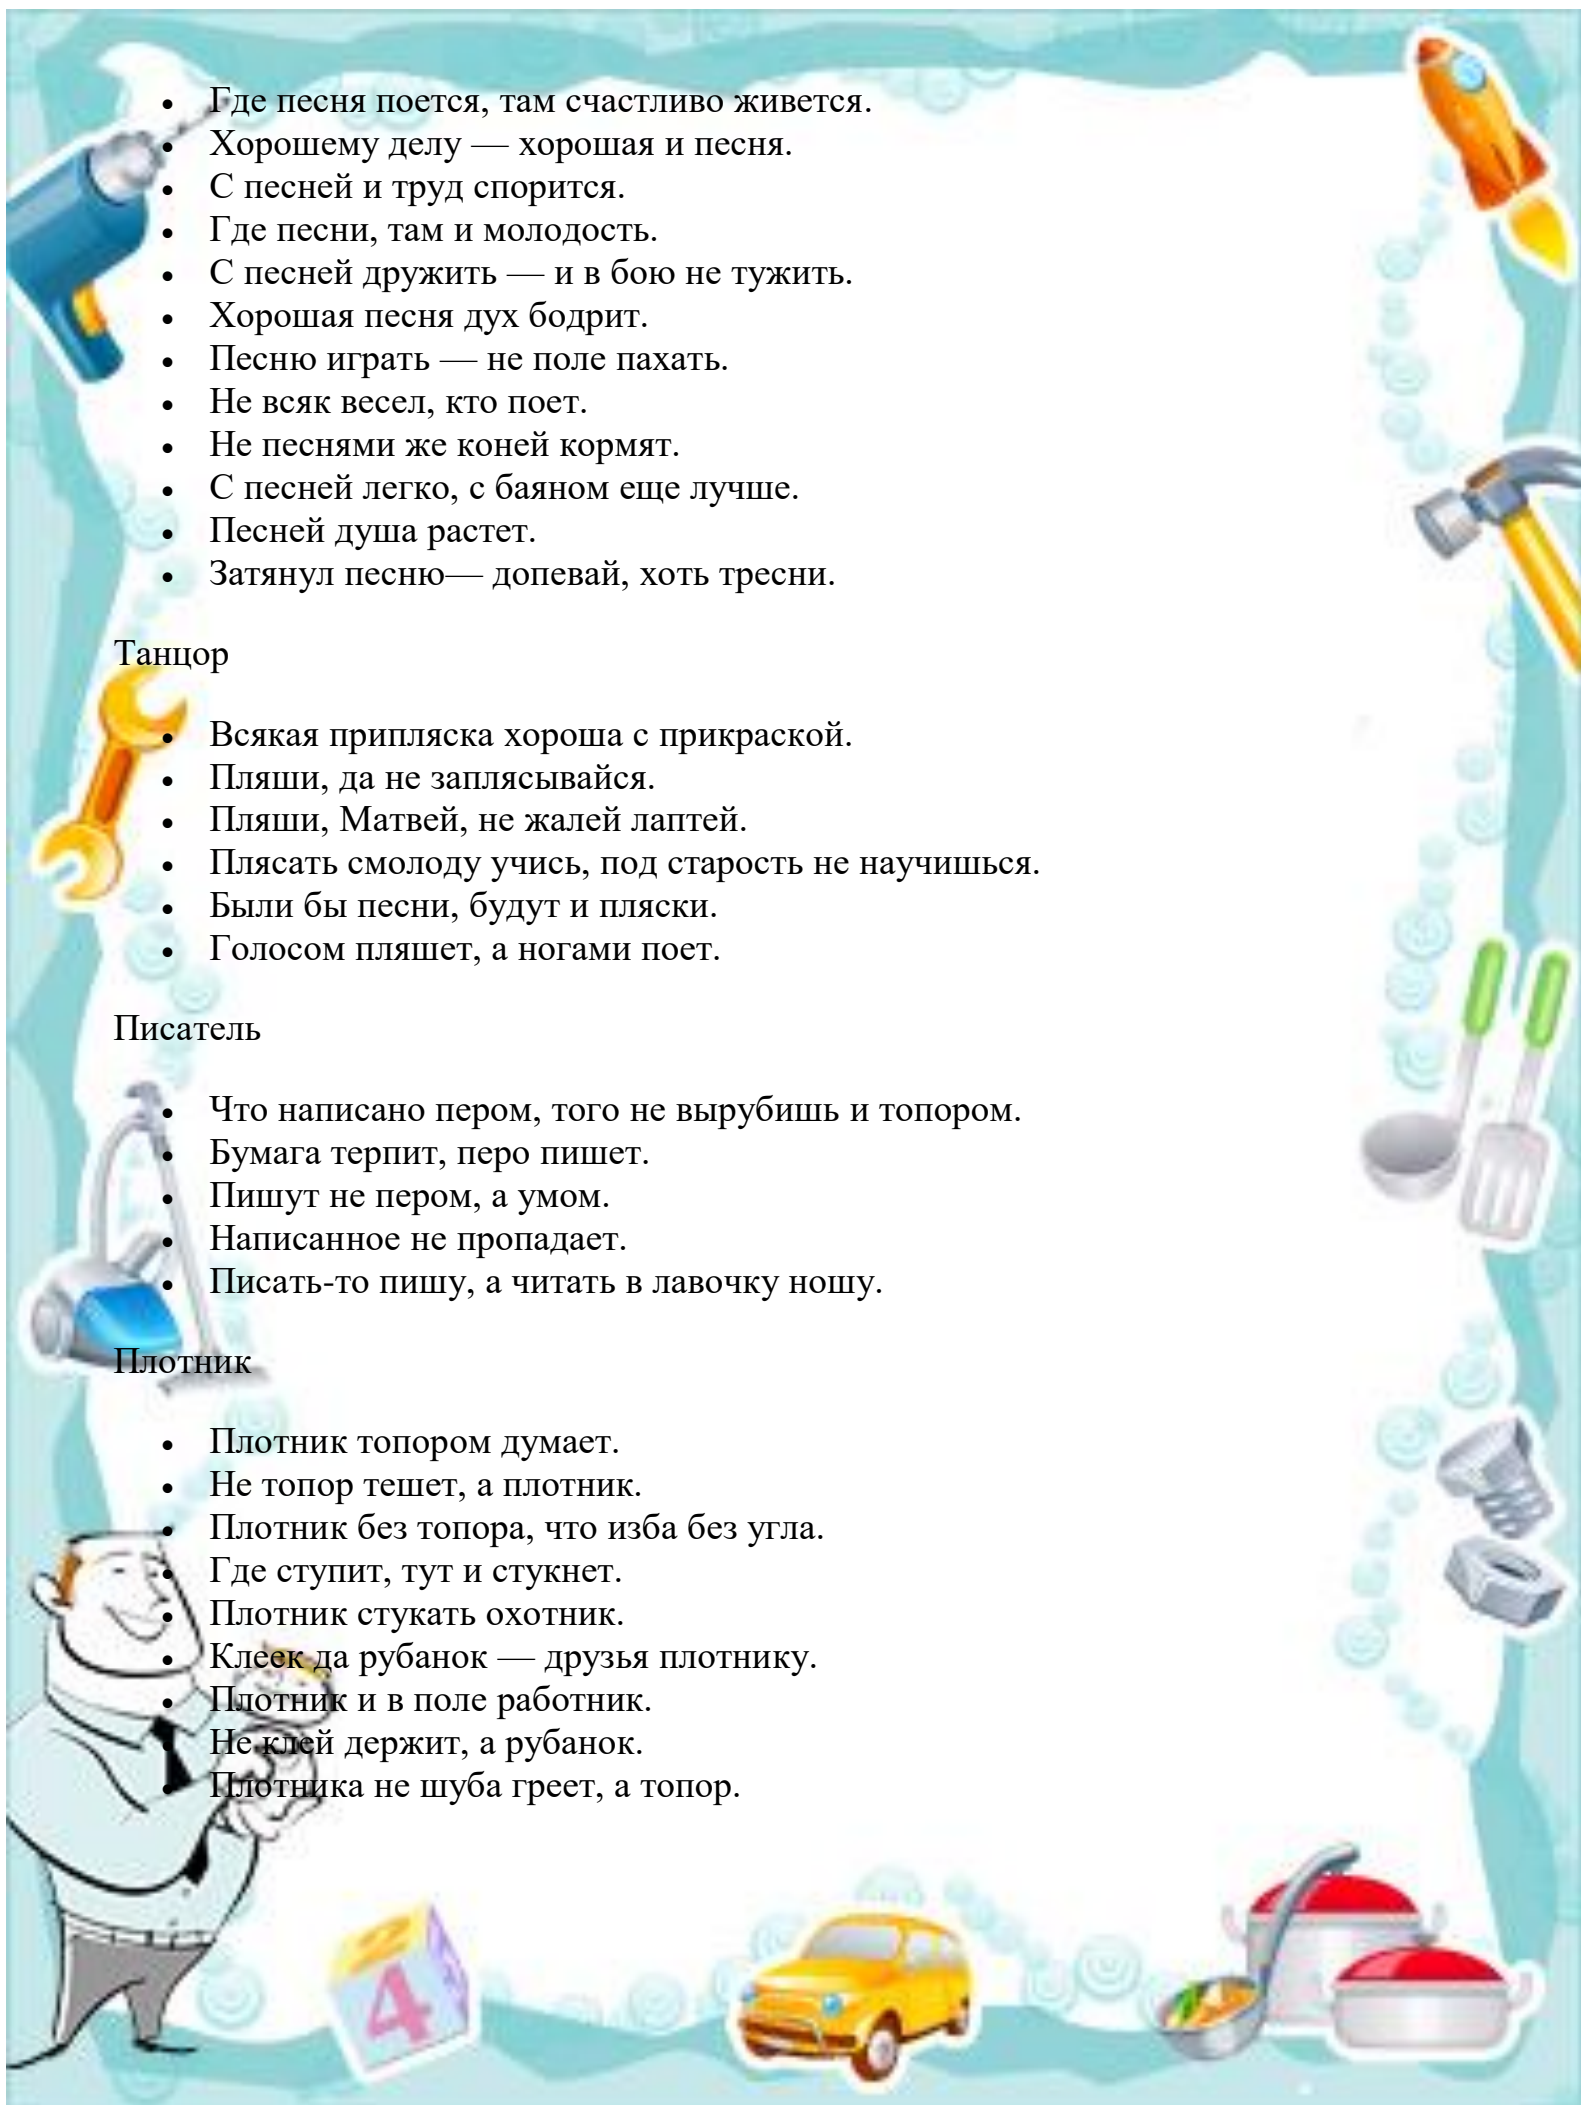 • Где песня поется, там счастливо живется.
• Хорошему делу — хорошая и песня.
• С песней и труд спорится.
• Где песни, там и молодость.
• С песней дружить — и в бою не тужить.
• Хорошая песня дух бодрит.
• Песню играть — не поле пахать.
• Не всяк весел, кто поет.
• Не песнями же коней кормят.
• С песней легко, с баяном еще лучше.
• Песней душа растет.
• Затянул песню— допевай, хоть тресни.
Танцор
• Всякая припляска хороша с прикраской.
• Пляши, да не заплясывайся.
• Пляши, Матвей, не жалей лаптей.
• Плясать смолоду учись, под старость не научишься.
• Были бы песни, будут и пляски.
• Голосом пляшет, а ногами поет.
Писатель
• Что написано пером, того не вырубишь и топором.
• Бумага терпит, перо пишет.
• Пишут не пером, а умом.
• Написанное не пропадает.
• Писать-то пишу, а читать в лавочку ношу.
Плотник
• Плотник топором думает.
• Не топор тешет, а плотник.
• Плотник без топора, что изба без угла.
• Где ступит, тут и стукнет.
• Плотник стукать охотник.
• Клеек да рубанок — друзья плотнику.
• Плотник и в поле работник.
• Не клей держит, а рубанок.
• Плотника не шуба греет, а топор.
2
4